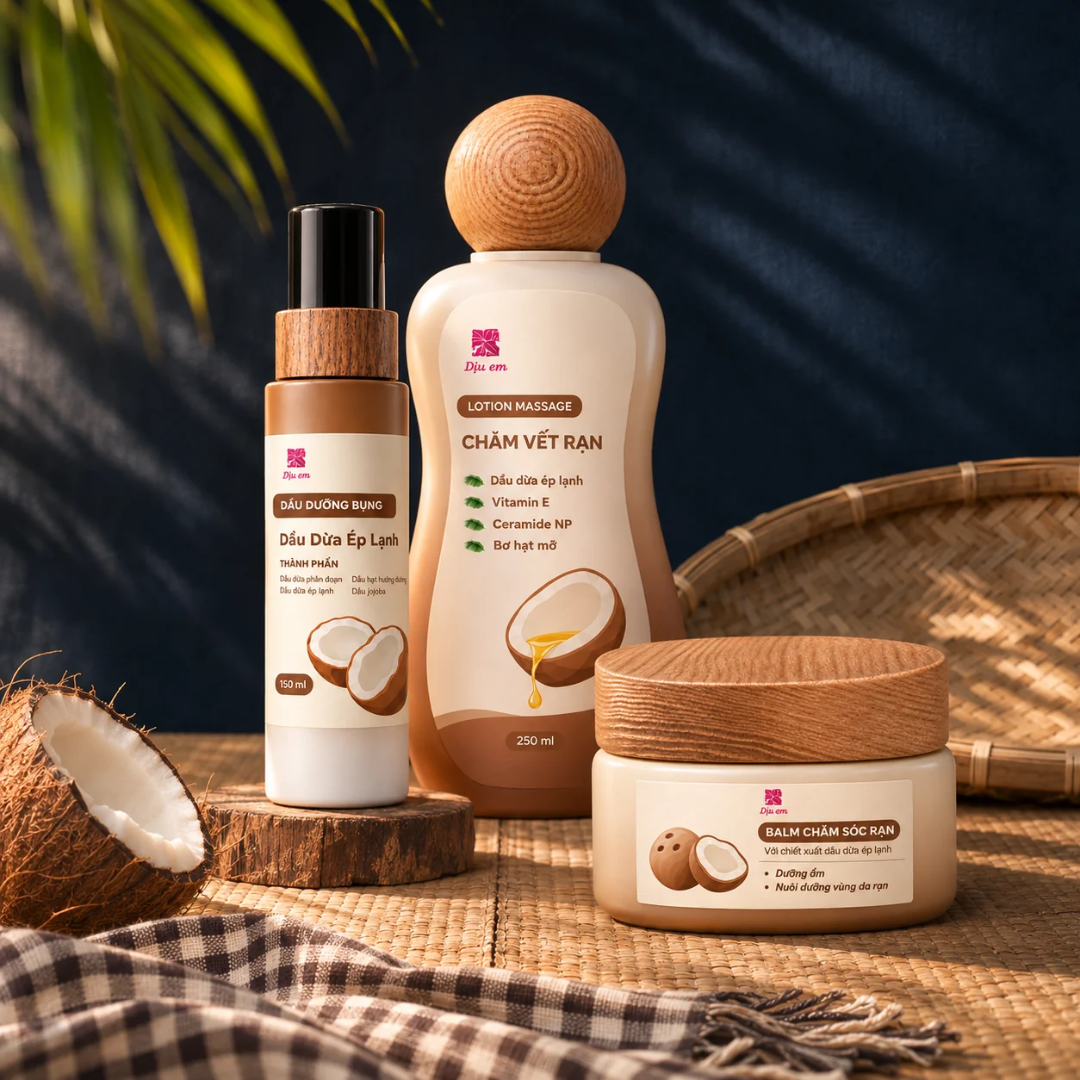 Dịu em
DẦU DƯỠNG BỤNG
Dầu Dừa Ép Lạnh
THÀNH PHẦN
Dầu dừa phân đoạn Dầu hạt hướng dương
Dầu dừa ép lạnh Dầu jojoba
150 ml
Dịu em
LOTION MASSAGE
CHĂM VẾT RẠN
Dầu dừa ép lạnh
Vitamin E
Ceramide NP
Bơ hạt mỡ
250 ml
Dịu em
BALM CHĂM SÓC RẠN
Với chiết xuất dầu dừa ép lạnh
• Dưỡng ẩm
• Nuôi dưỡng vùng da rạn